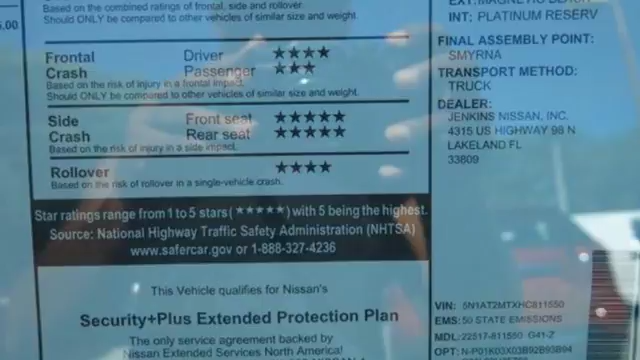 Based on the combined ratings of frontal, side and rollover.
Should ONLY be compared to other vehicles of similar size and weight.
Frontal Driver ★★★★
Crash Passenger ★★★
Based on the risk of injury in a frontal impact.
Should ONLY be compared to other vehicles of similar size and weight.
Side Front seat ★★★★★
Crash Rear seat ★★★★★
Based on the risk of injury in a side impact.
Rollover ★★★★
Based on the risk of rollover in a single-vehicle crash.
Star ratings range from 1 to 5 stars (★★★★★) with 5 being the highest.
Source: National Highway Traffic Safety Administration (NHTSA)
www.safercar.gov or 1-888-327-4236
This Vehicle qualifies for Nissan's
Security+Plus Extended Protection Plan
The only service agreement backed by
Nissan Extended Services North America!
INT: PLATINUM RESERV
FINAL ASSEMBLY POINT:
SMYRNA
TRANSPORT METHOD:
TRUCK
DEALER:
JENKINS NISSAN, INC.
4315 US HIGHWAY 98 N
LAKELAND FL
33809
VIN: 5N1AT2MTXHC811550
EMS: 50 STATE EMISSIONS
MDL: 22517-811550 G41-Z